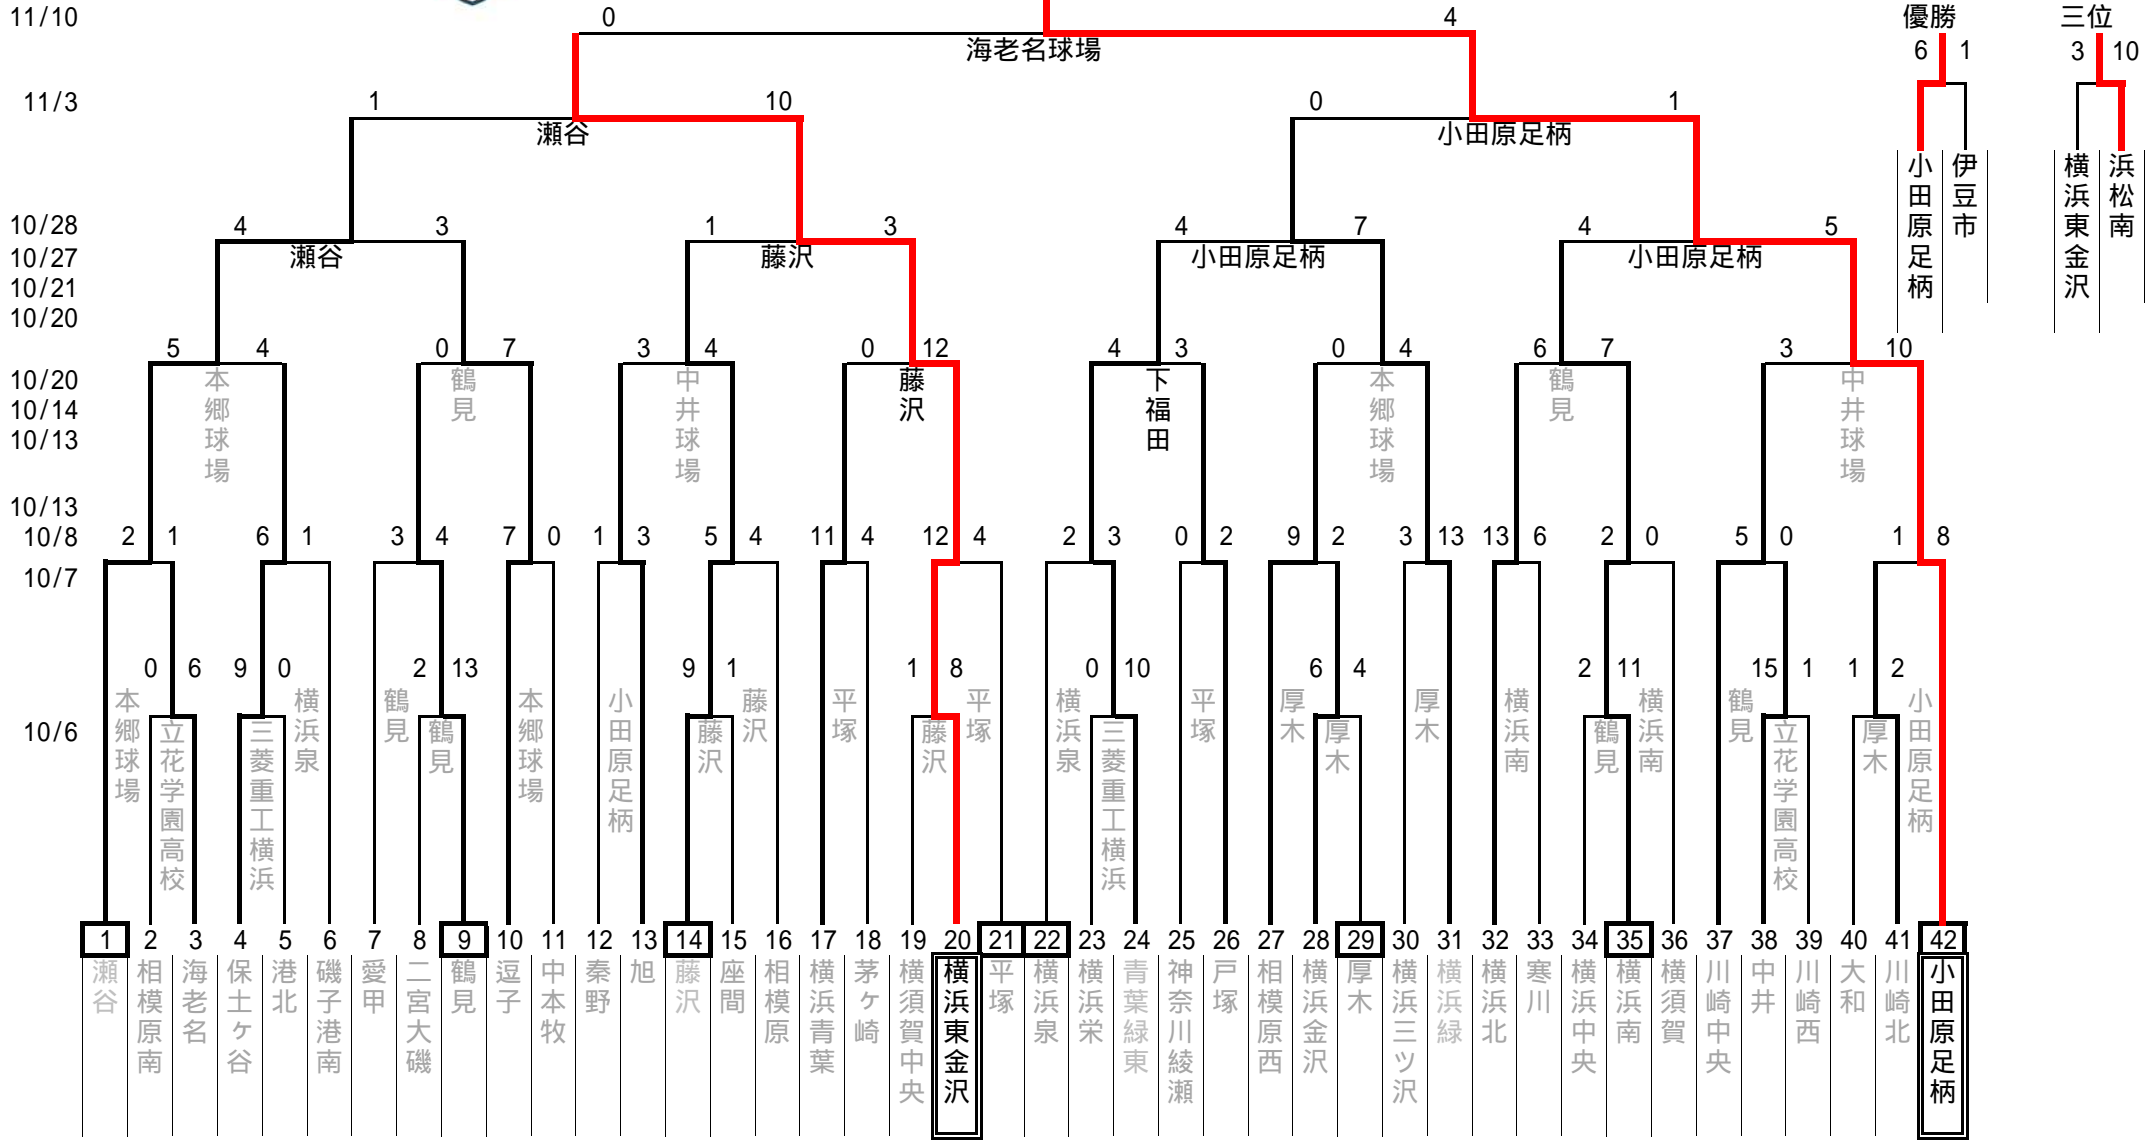 11/10 0 4 優勝 三位
海老名球場 6 1 3 10
11/3 1 10 0 1
瀬谷 小田原足柄
小田原足柄 伊豆市 横浜東金沢 浜松南
10/28 4 3 1 3 4 7 4 5
10/27 瀬谷 藤沢 小田原足柄 小田原足柄
10/21
10/20
5 4 0 7 3 4 0 12 4 3 0 4 6 7 3 10
10/20
10/14
10/13
本郷球場 鶴見 中井球場 藤沢 下福田 本郷球場 鶴見 中井球場
10/13
10/8 2 1 6 1 3 4 7 0 1 3 5 4 11 4 12 4 2 3 0 2 9 2 3 13 13 6 2 0 5 0 1 8
10/7
0 6 9 0 2 13 9 1 1 8 0 10 6 4 2 11 15 1 1 2
本郷球場 横浜泉 鶴見 本郷球場 小田原足柄 藤沢 平塚 平塚 横浜泉 平塚 厚木 厚木 横浜南 横浜南 鶴見 小田原足柄
10/6 立花学園高校 三菱重工横浜 鶴見 藤沢 藤沢 三菱重工横浜 厚木 鶴見 立花学園高校 厚木
1 2 3 4 5 6 7 8 9 10 11 12 13 14 15 16 17 18 19 20 21 22 23 24 25 26 27 28 29 30 31 32 33 34 35 36 37 38 39 40 41 42
瀬谷
相模原南
海老名
保土ヶ谷
港北
磯子港南
愛甲
二宮大磯
鶴見
逗子
中本牧
秦野
旭
藤沢
座間
相模原
横浜青葉
茅ヶ崎
横須賀中央
横浜東金沢
平塚
横浜泉
横浜栄
青葉緑東
神奈川綾瀬
戸塚
相模原西
横浜金沢
厚木
横浜三ツ沢
横浜緑
横浜北
寒川
横浜中央
横浜南
横須賀
川崎中央
中井
川崎西
大和
川崎北
小田原足柄